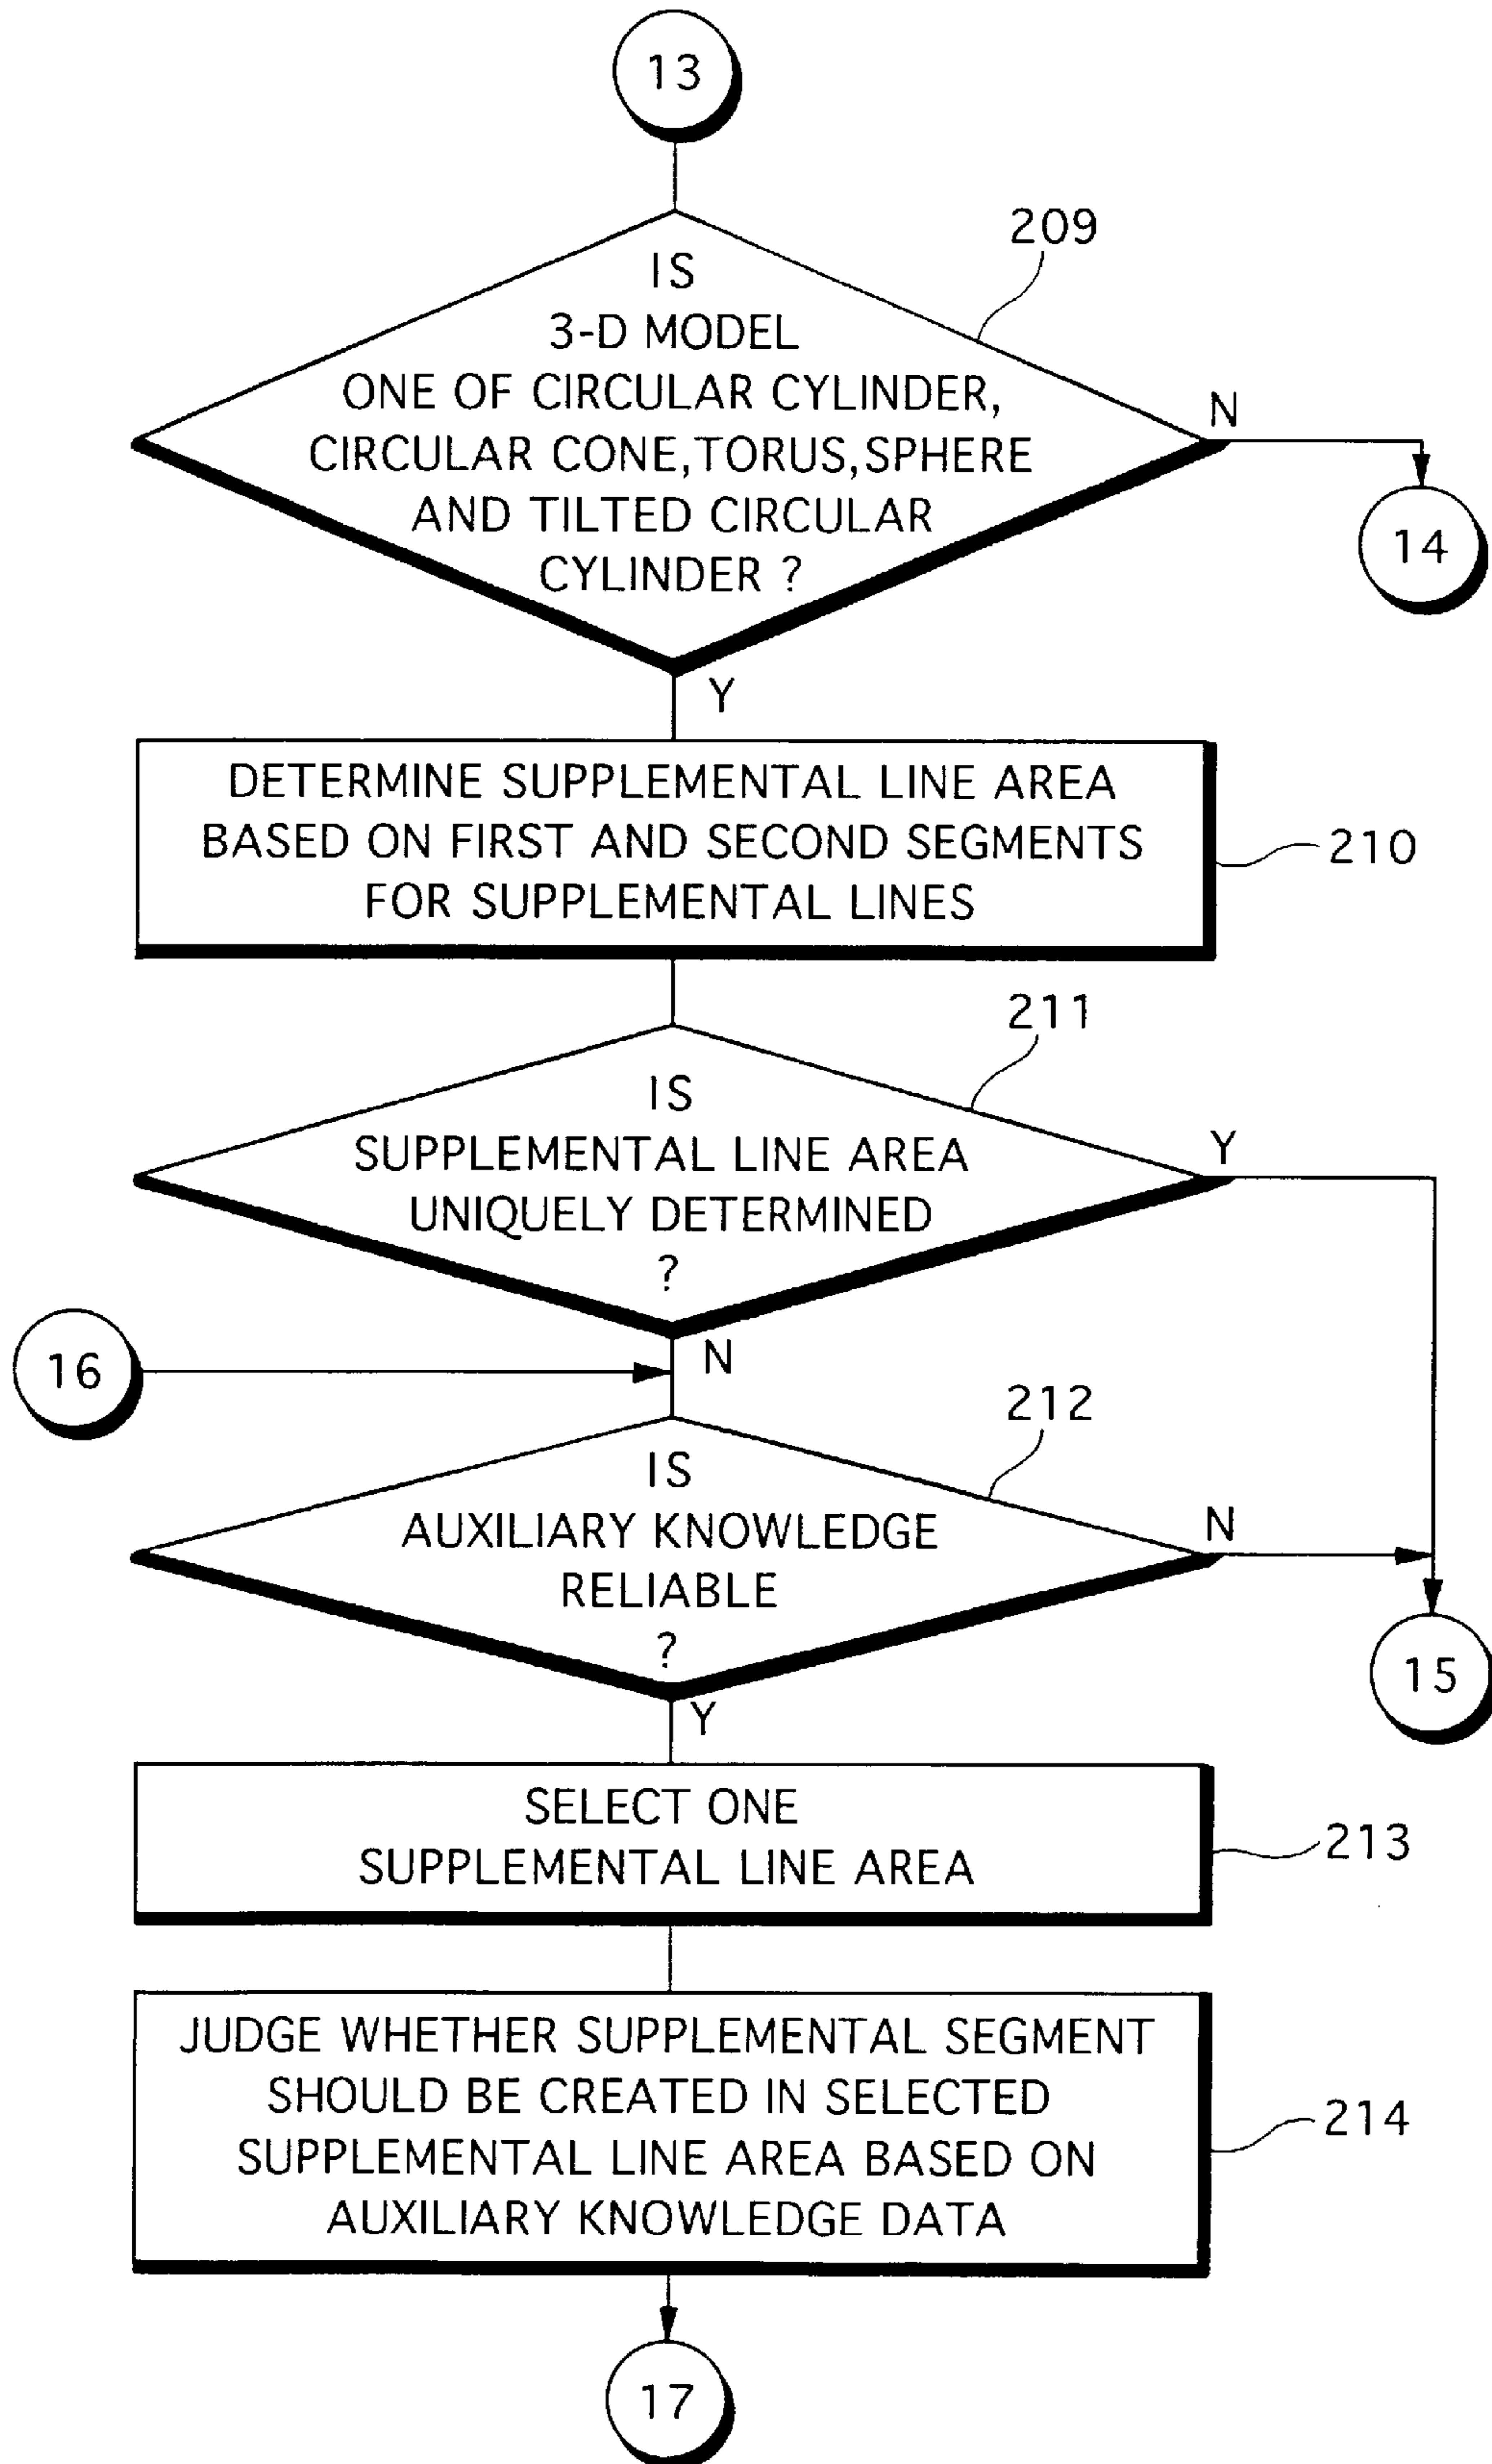 13
209
IS
3-D MODEL
ONE OF CIRCULAR CYLINDER,
CIRCULAR CONE, TORUS, SPHERE
AND TILTED CIRCULAR
CYLINDER ?
N
14
Y
DETERMINE SUPPLEMENTAL LINE AREA
BASED ON FIRST AND SECOND SEGMENTS
FOR SUPPLEMENTAL LINES
210
211
IS
SUPPLEMENTAL LINE AREA
UNIQUELY DETERMINED
?
Y
N
16
212
IS
AUXILIARY KNOWLEDGE
RELIABLE
?
N
15
Y
SELECT ONE
SUPPLEMENTAL LINE AREA
213
JUDGE WHETHER SUPPLEMENTAL SEGMENT
SHOULD BE CREATED IN SELECTED
SUPPLEMENTAL LINE AREA BASED ON
AUXILIARY KNOWLEDGE DATA
214
17